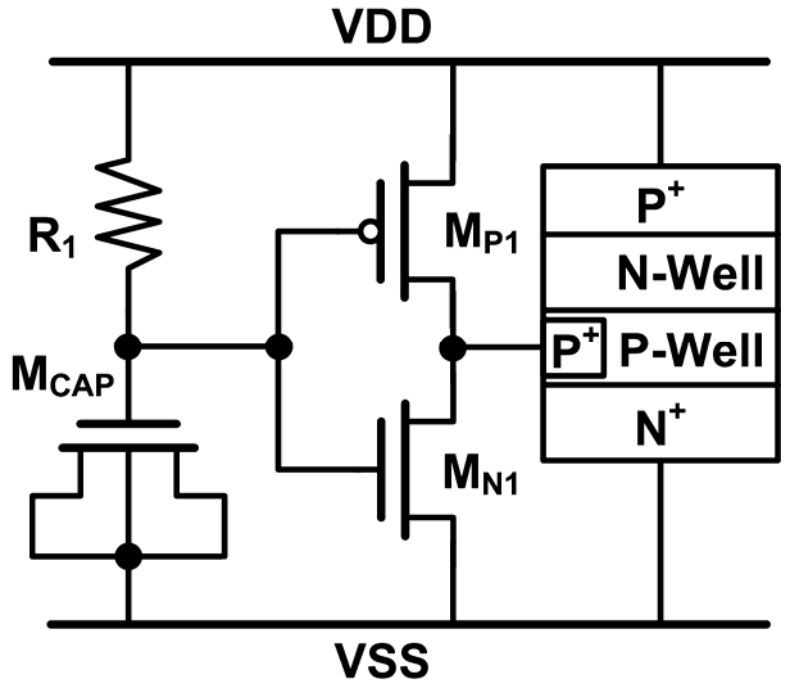 VDD
R1
MP1
MCAP
MN1
P+
N-Well
P+ P-Well
N+
VSS